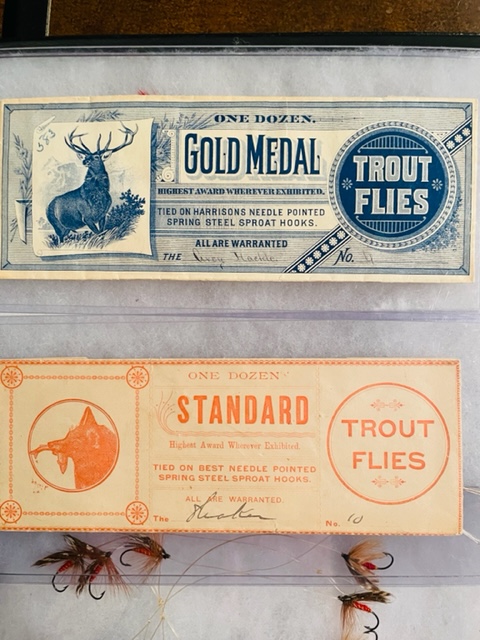 583
ONE DOZEN.
GOLD MEDAL
HIGHEST AWARD WHEREVER EXHIBITED.
TIED ON HARRISONS NEEDLE POINTED
SPRING STEEL SPROAT HOOKS.
ALL ARE WARRANTED
THE
No.
TROUT
FLIES
ONE DOZEN
STANDARD
Highest Award Wherever Exhibited.
TIED ON BEST NEEDLE POINTED
SPRING STEEL SPROAT HOOKS.
ALL ARE WARRANTED.
The
No. 10
TROUT
FLIES